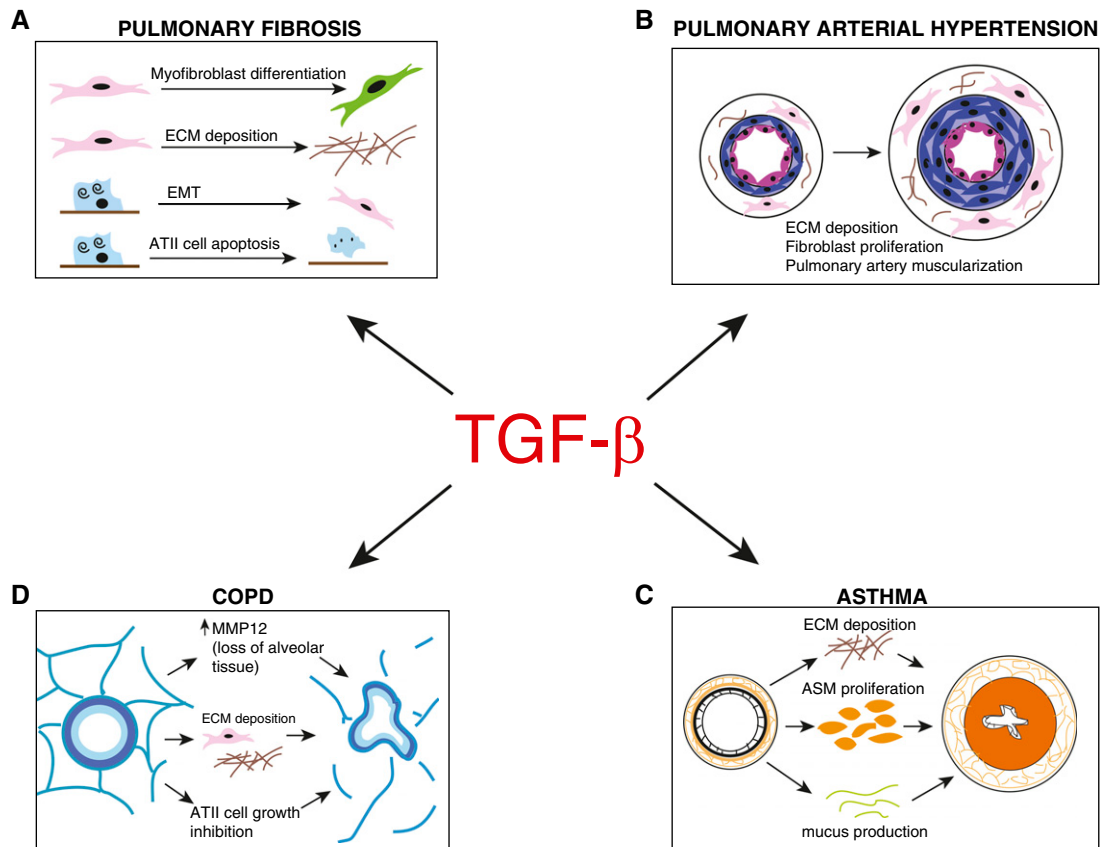 A
PULMONARY FIBROSIS
Myofibroblast differentiation
ECM deposition
EMT
ATII cell apoptosis
B
PULMONARY ARTERIAL HYPERTENSION
ECM deposition
Fibroblast proliferation
Pulmonary artery muscularization
TGF-β
D
COPD
MMP12
(loss of alveolar
tissue)
ECM deposition
ATII cell growth
inhibition
C
ASTHMA
ECM deposition
ASM proliferation
mucus production